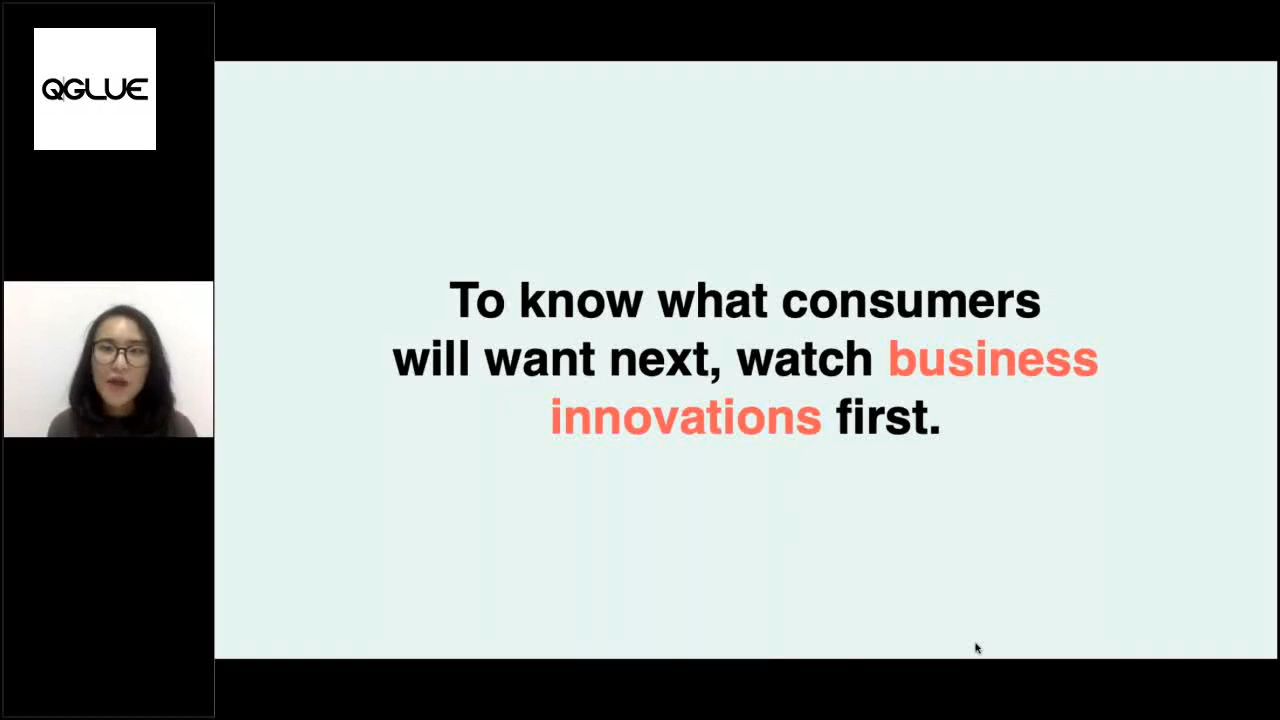 QGLUE
To know what consumers
will want next, watch business
innovations first.